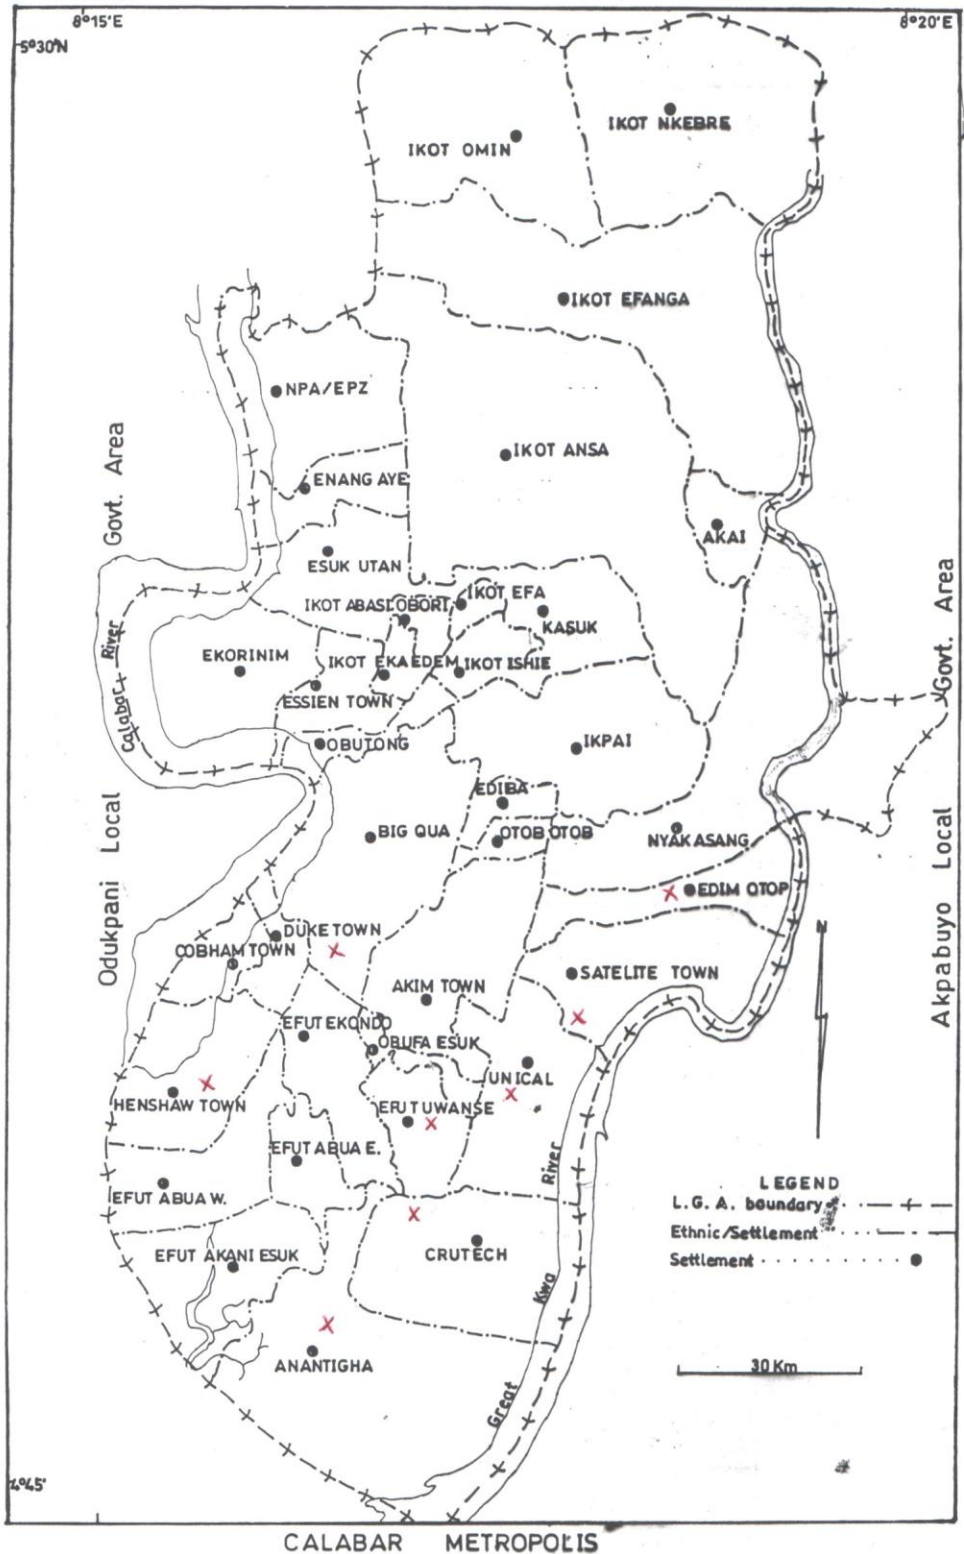 8°15'E
8°20'E
5°30'N
IKOT NKEBRE
IKOT OMIN
IKOT EFANGA
NPA/EPZ
IKOT ANSA
ENANG AYE
AKAI
ESUK UTAN
IKOT EFA
IKOT ABASI OBORI
KASUK
EKORINIM
IKOT EKAEDEM
IKOT ISHIE
ESSIEN TOWN
OBUTONG
IKPAI
EDIBA
BIG QUA
OTOB OTOB
NYAKASANG
EDIM OTOP
DUKE TOWN
COBHAM TOWN
SATELITE TOWN
AKIM TOWN
EFUT EKONDO
OBUFA ESUK
UNICAL
HENSHAW TOWN
EFUT UWANSE
EFUT ABUA E.
EFUT ABUA W.
EFUT AKANI ESUK
CRUTECH
ANANTIGHA
Odukpani Local Govt. Area
Calabar River
Akpabuyo Local Govt. Area
Great Kwa River
N
LEGEND
L.G.A. boundary
Ethnic/Settlement
Settlement
30 Km
4°45'
CALABAR METROPOLIS